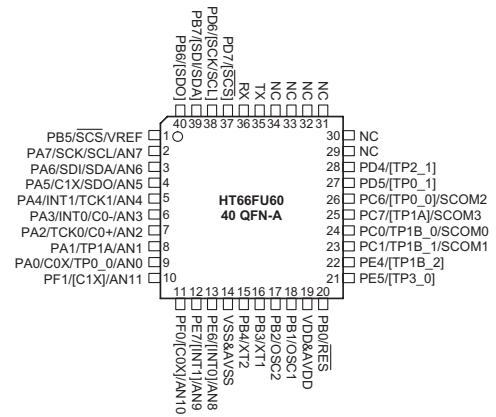 PB6/[SDO]
PB7/[SDI/SDA]
PD6/[SCK/SCL]
PD7/[SCS]
RX
TX
NC
NC
NC
NC
40 39 38 37 36 35 34 33 32 31
PB5/SCS/VREF 1
PA7/SCK/SCL/AN7 2
PA6/SDI/SDA/AN6 3
PA5/C1X/SDO/AN5 4
PA4/INT1/TCK1/AN4 5
PA3/INT0/C0-/AN3 6
PA2/TCK0/C0+/AN2 7
PA1/TP1A/AN1 8
PA0/C0X/TP0_0/AN0 9
PF1/[C1X]/AN11 10
HT66FU60
40 QFN-A
30 NC
29 NC
28 PD4/[TP2_1]
27 PD5/[TP0_1]
26 PC6/[TP0_0]/SCOM2
25 PC7/[TP1A]/SCOM3
24 PC0/TP1B_0/SCOM0
23 PC1/TP1B_1/SCOM1
22 PE4/[TP1B_2]
21 PE5/[TP3_0]
11 12 13 14 15 16 17 18 19 20
PF0/[C0X]/AN10
PE7/[INT1]/AN9
PE6/[INT0]/AN8
VSS&AVSS
PB4/XT2
PB3/XT1
PB2/OSC2
PB1/OSC1
VDD&AVDD
PB0/RES